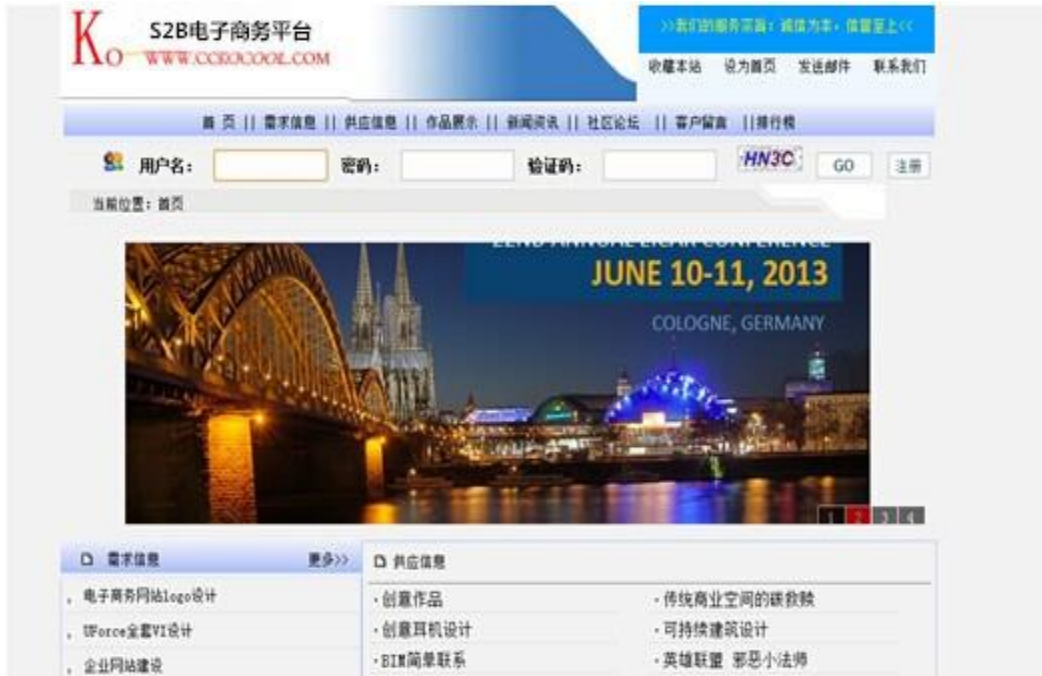 Ko
S2B电子商务平台
WWW.CCROCOOL.COM
>>我们的服务宗旨：诚信为本，信誉至上<<
收藏本站 设为首页 发送邮件 联系我们
首 页 || 需求信息 || 供应信息 || 作品展示 || 新闻资讯 || 社区论坛 || 客户留言 ||排行榜
用户名： 密码： 验证码： HN3C GO 注册
当前位置：首页
22ND ANNUAL EICAR CONFERENCE
JUNE 10-11, 2013
COLOGNE, GERMANY
1 2 3 4
需求信息 更多>>
供应信息
，电子商务网站logo设计
·创意作品 ·传统商业空间的碳救赎
，UForce全套VI设计
·创意耳机设计 ·可持续建筑设计
，企业网站建设
·BIM简单联系 ·英雄联盟 邪恶小法师